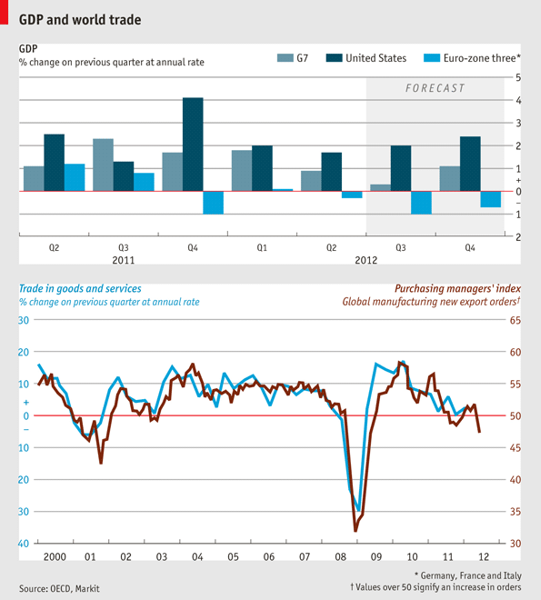 GDP and world trade
GDP
% change on previous quarter at annual rate
G7
United States
Euro-zone three*
FORECAST
5
4
3
2
1
+
0
–
1
2
Q2
Q3
Q4
Q1
Q2
Q3
Q4
2011
2012
Trade in goods and services
% change on previous quarter at annual rate
Purchasing managers' index
Global manufacturing new export orders†
30
20
10
+
0
–
10
20
30
40
65
60
55
50
45
40
35
30
2000
01
02
03
04
05
06
07
08
09
10
11
12
Source: OECD, Markit
* Germany, France and Italy
† Values over 50 signify an increase in orders